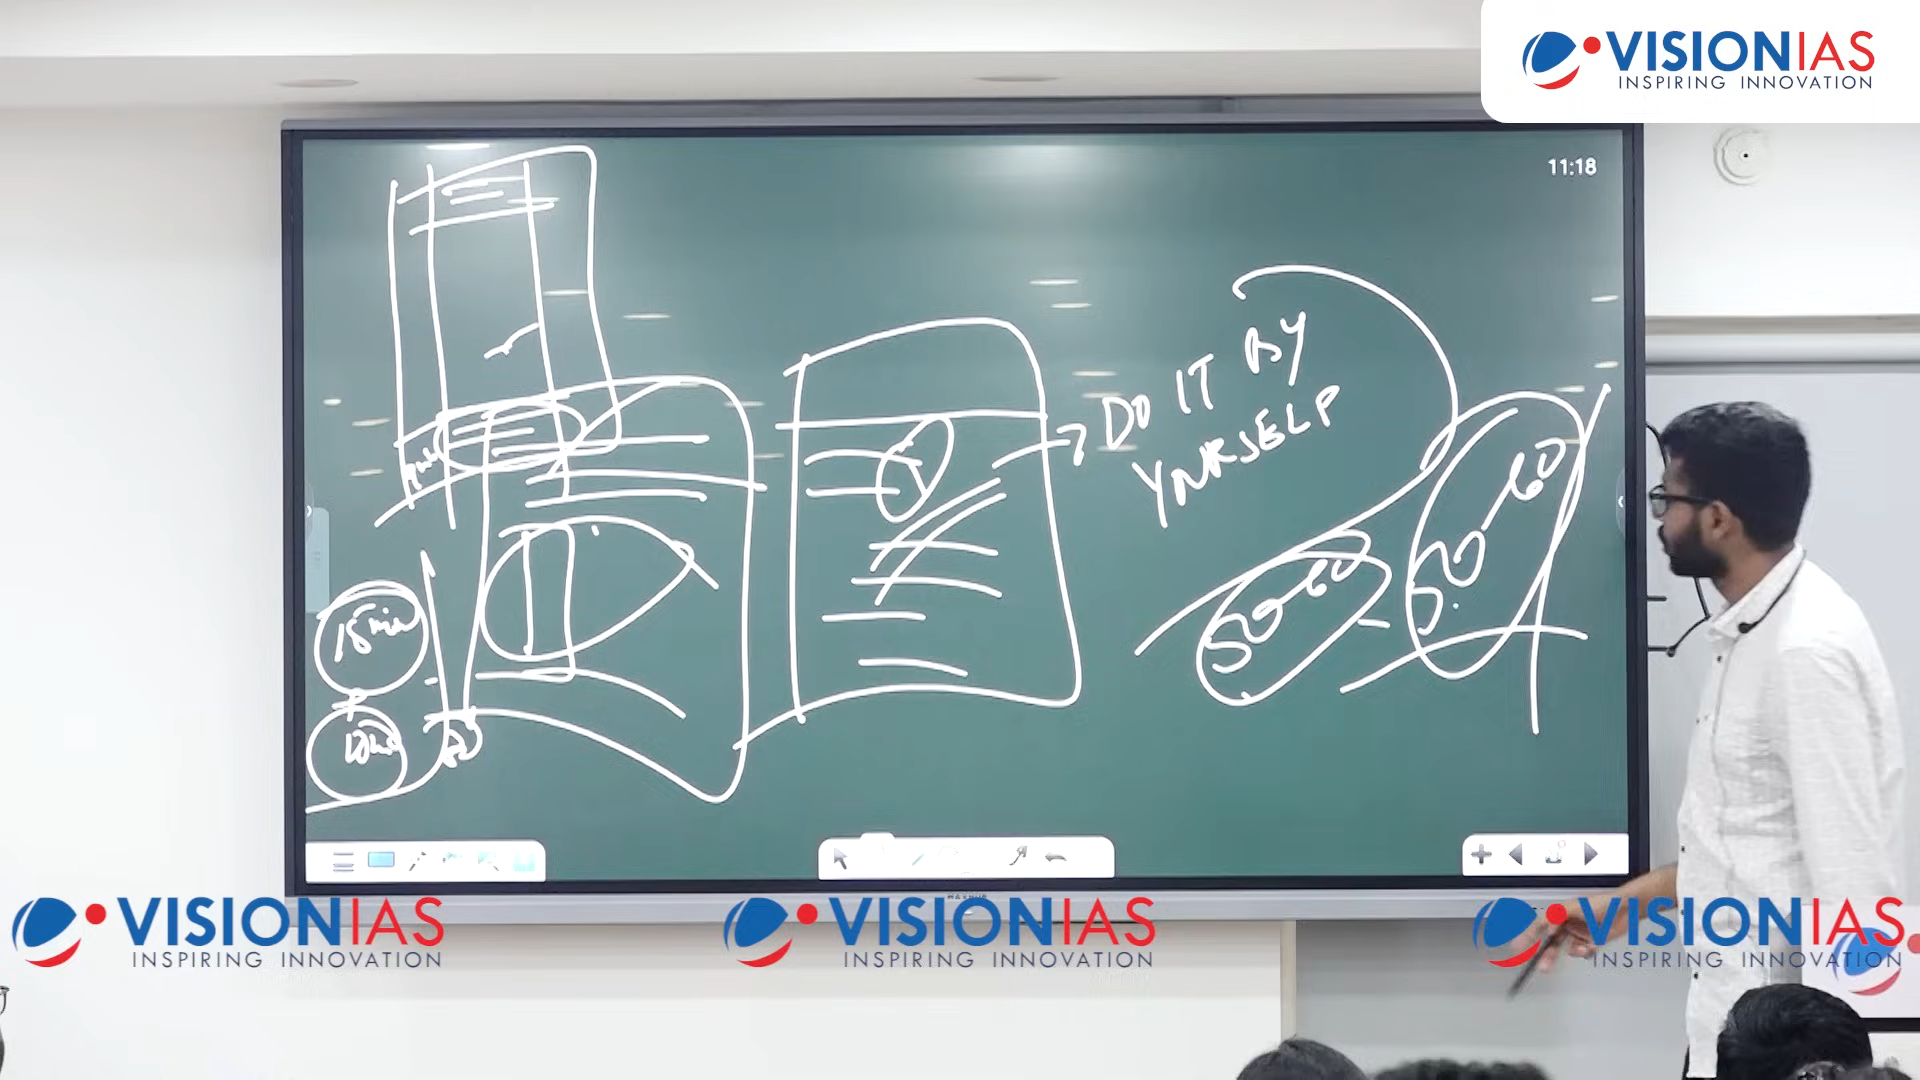 VISIONIAS
INSPIRING INNOVATION
11:18
DO IT BY
YOURSELF
50-60
50-60
15 min
VISIONIAS
INSPIRING INNOVATION
VISIONIAS
INSPIRING INNOVATION
VISIONIAS
INSPIRING INNOVATION